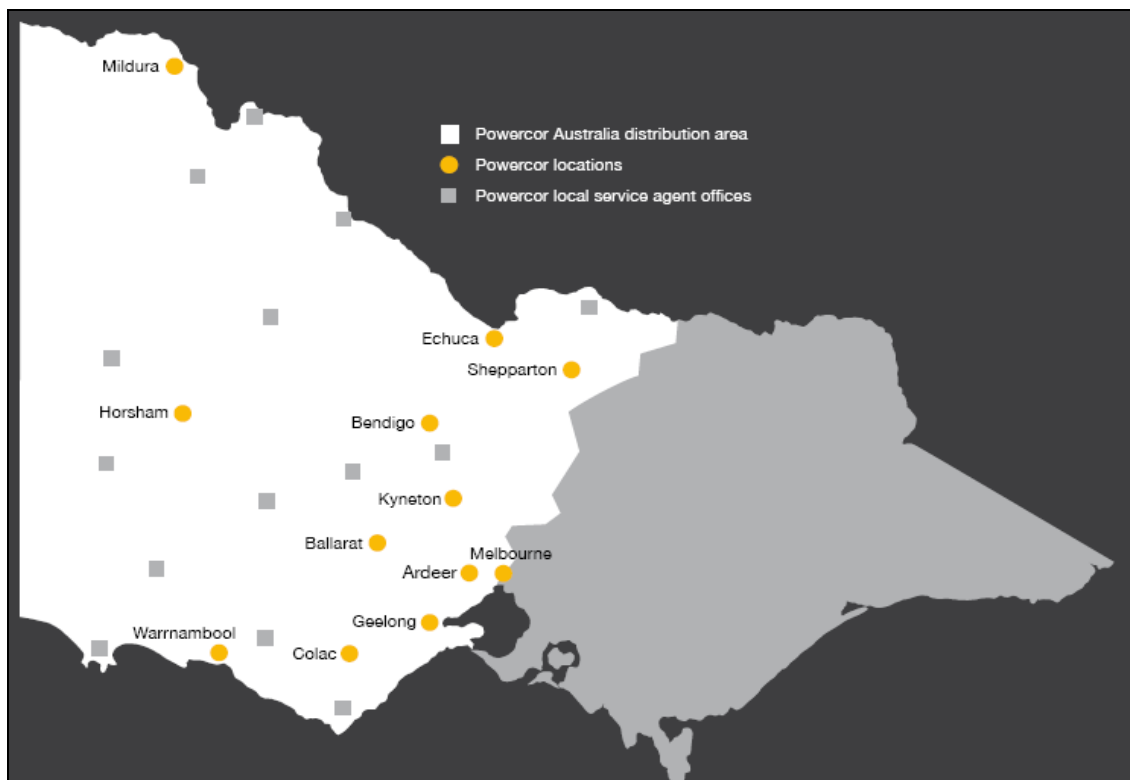 Mildura
Powercor Australia distribution area
Powercor locations
Powercor local service agent offices
Echuca
Shepparton
Horsham
Bendigo
Kyneton
Ballarat
Melbourne
Ardeer
Geelong
Warrnambool
Colac